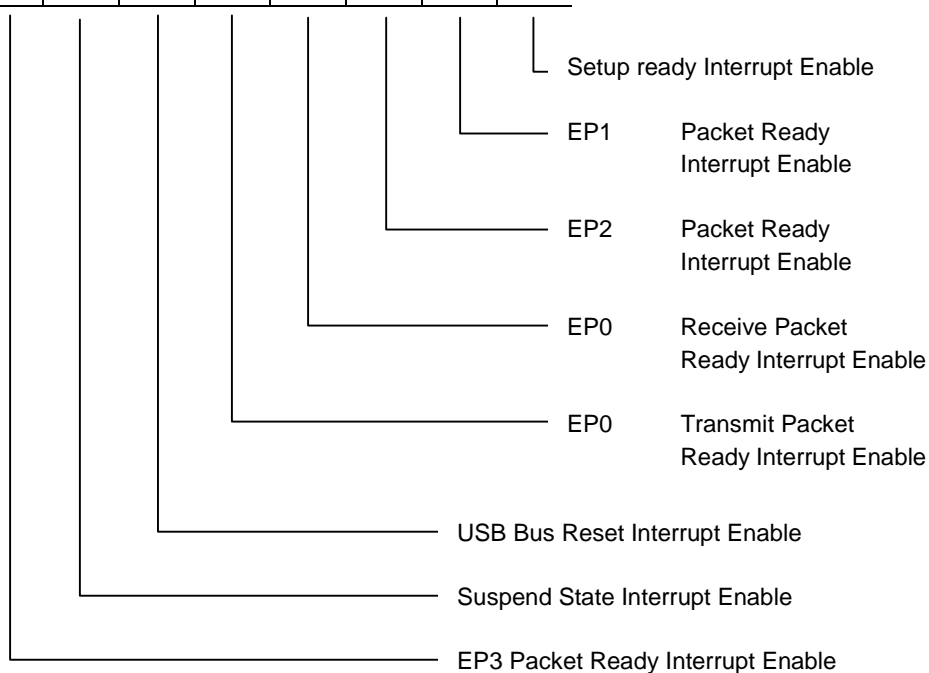 Setup ready Interrupt Enable
EP1 Packet Ready
Interrupt Enable
EP2 Packet Ready
Interrupt Enable
EP0 Receive Packet
Ready Interrupt Enable
EP0 Transmit Packet
Ready Interrupt Enable
USB Bus Reset Interrupt Enable
Suspend State Interrupt Enable
EP3 Packet Ready Interrupt Enable